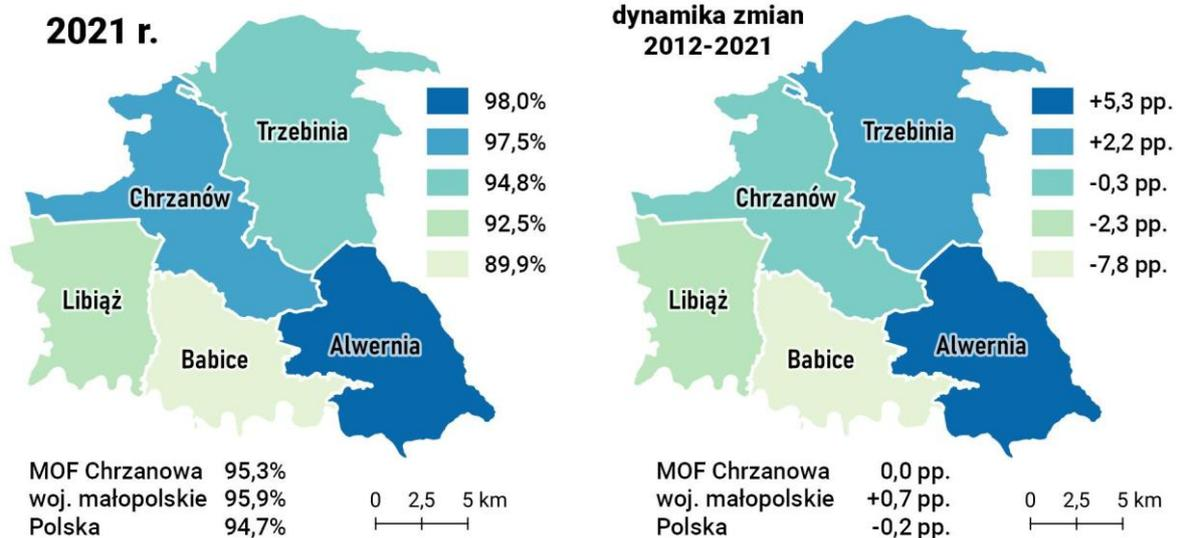 2021 r.
98,0%
97,5%
94,8%
92,5%
89,9%
Trzebinia
Chrzanów
Libiąż
Babice
Alwernia
MOF Chrzanowa 95,3%
woj. małopolskie 95,9%
Polska 94,7%
0 2,5 5 km
dynamika zmian
2012-2021
+5,3 pp.
+2,2 pp.
-0,3 pp.
-2,3 pp.
-7,8 pp.
Trzebinia
Chrzanów
Libiąż
Babice
Alwernia
MOF Chrzanowa 0,0 pp.
woj. małopolskie +0,7 pp.
Polska -0,2 pp.
0 2,5 5 km